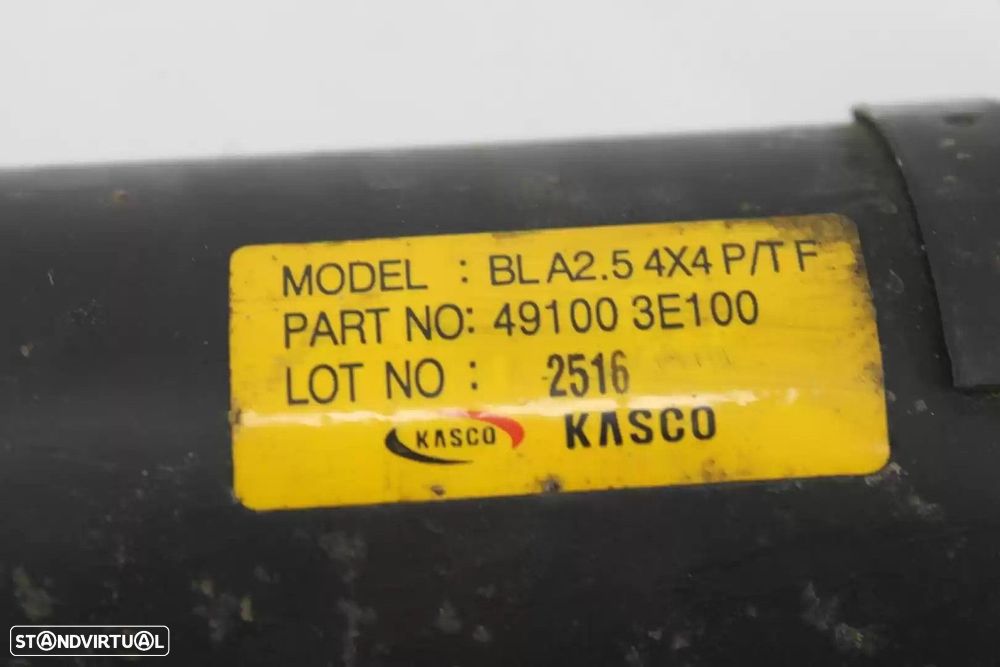 MODEL : BL A2.5 4X4 P/T F
PART NO: 49100 3E100
LOT NO : 2516
KASCO KASCO
STANDVIRTUAL